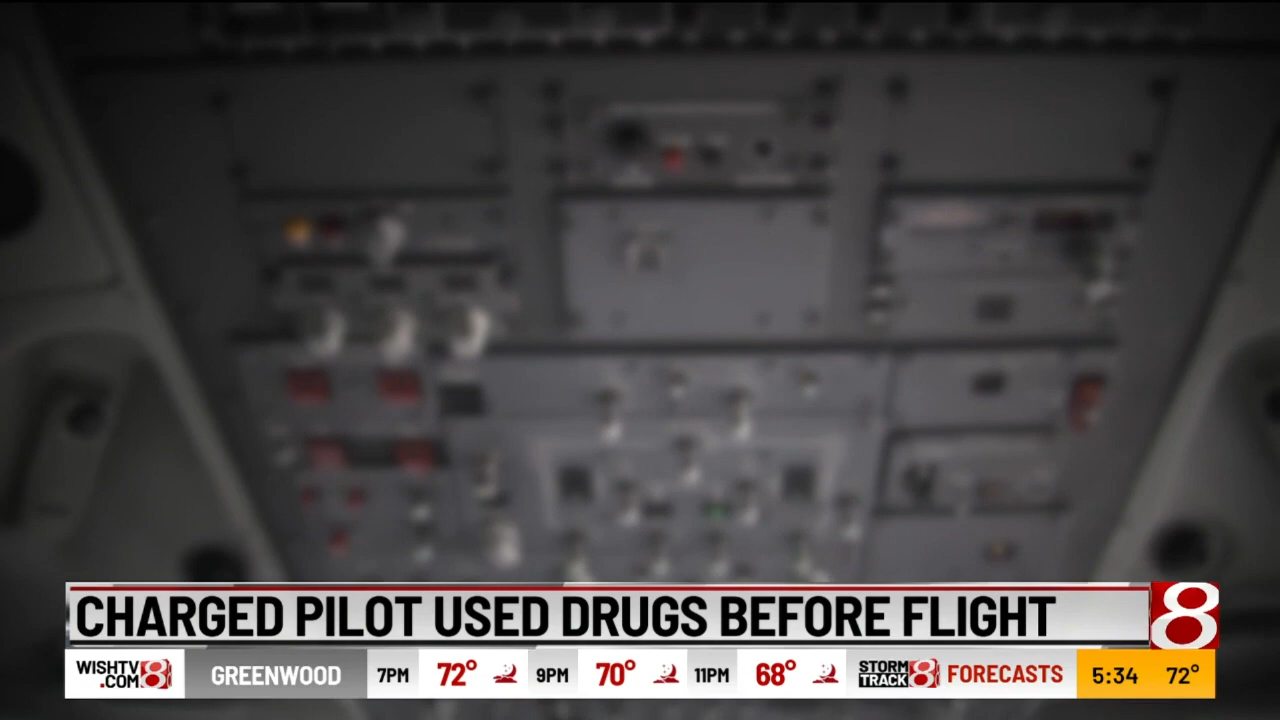 CHARGED PILOT USED DRUGS BEFORE FLIGHT
8
WISHTV.COM 8 GREENWOOD 7PM 72° 9PM 70° 11PM 68° STORM TRACK 8 FORECASTS 5:34 72°